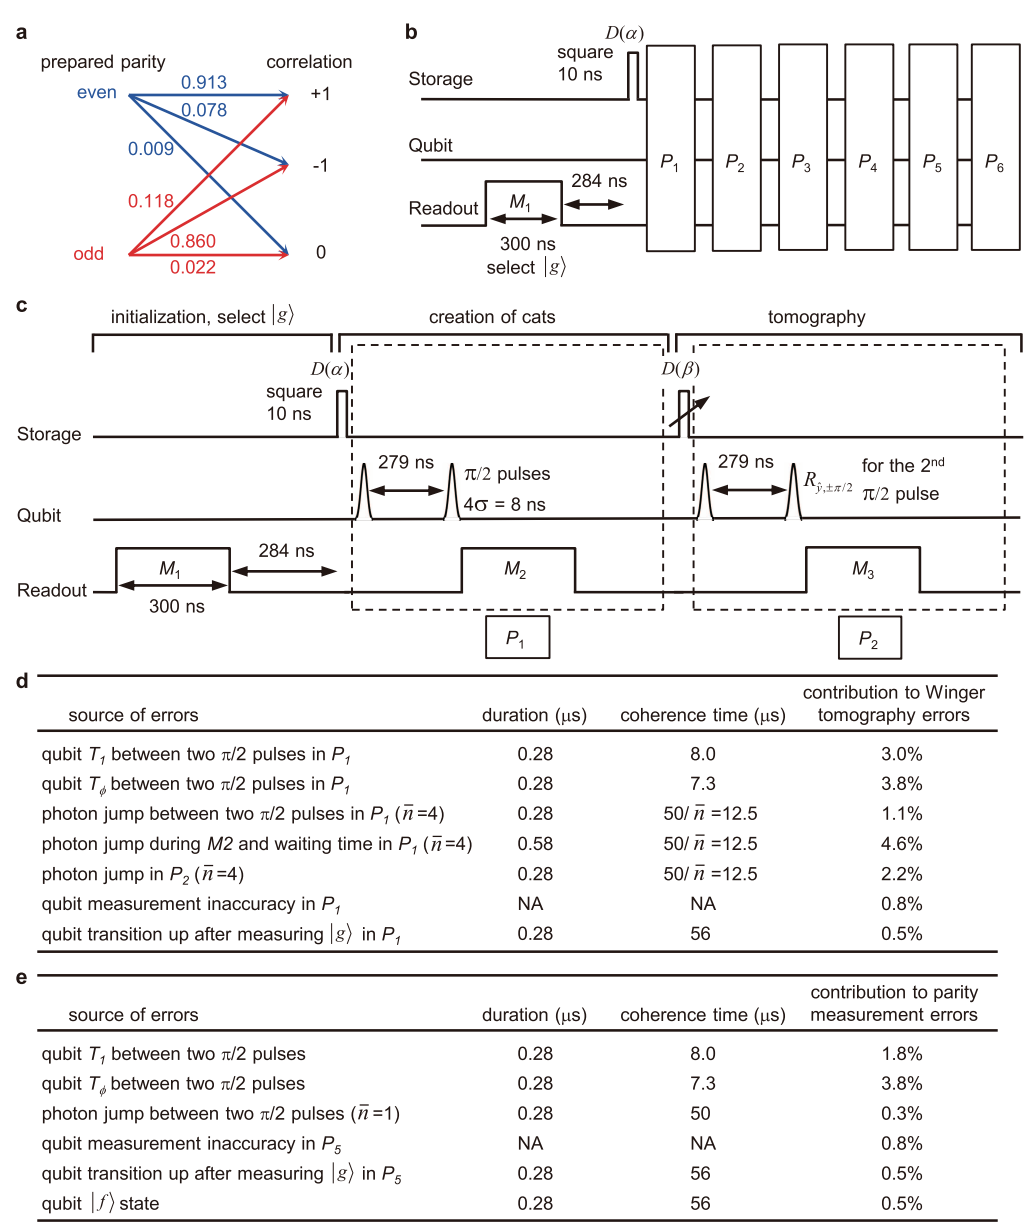 a
prepared parity
correlation
even
0.913
+1
0.078
0.009
-1
0.118
0.860
odd
0.022
0
b
D(α)
square
10 ns
Storage
Qubit
284 ns
Readout
M₁
300 ns
select |g⟩
P₁ P₂ P₃ P₄ P₅ P₆
c
initialization, select |g⟩
creation of cats
tomography
D(α)
square
10 ns
D(β)
Storage
279 ns
π/2 pulses
4σ = 8 ns
279 ns
R_{ŷ,±π/2}
for the 2nd
π/2 pulse
Qubit
284 ns
Readout
M₁
300 ns
M₂
M₃
P₁
P₂
d
source of errors duration (μs) coherence time (μs) contribution to Winger
tomography errors
qubit T₁ between two π/2 pulses in P₁ 0.28 8.0 3.0%
qubit T_ϕ between two π/2 pulses in P₁ 0.28 7.3 3.8%
photon jump between two π/2 pulses in P₁ (n̄=4) 0.28 50/ n̄ =12.5 1.1%
photon jump during M2 and waiting time in P₁ (n̄=4) 0.58 50/ n̄ =12.5 4.6%
photon jump in P₂ (n̄=4) 0.28 50/ n̄ =12.5 2.2%
qubit measurement inaccuracy in P₁ NA NA 0.8%
qubit transition up after measuring |g⟩ in P₁ 0.28 56 0.5%
e
source of errors duration (μs) coherence time (μs) contribution to parity
measurement errors
qubit T₁ between two π/2 pulses 0.28 8.0 1.8%
qubit T_ϕ between two π/2 pulses 0.28 7.3 3.8%
photon jump between two π/2 pulses (n̄=1) 0.28 50 0.3%
qubit measurement inaccuracy in P₅ NA NA 0.8%
qubit transition up after measuring |g⟩ in P₅ 0.28 56 0.5%
qubit |f⟩ state 0.28 56 0.5%